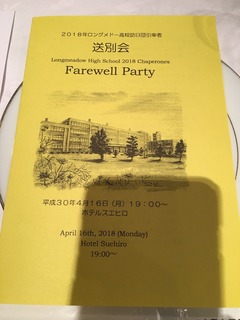 2018年ロングメドー高校訪日団引率者
送別会
Longmeadow High School 2018 Chaperones
Farewell Party
平成30年4月16日（月）19：00～
ホテルスエヒロ
April 16th, 2018 (Monday)
Hotel Suehiro
19:00～